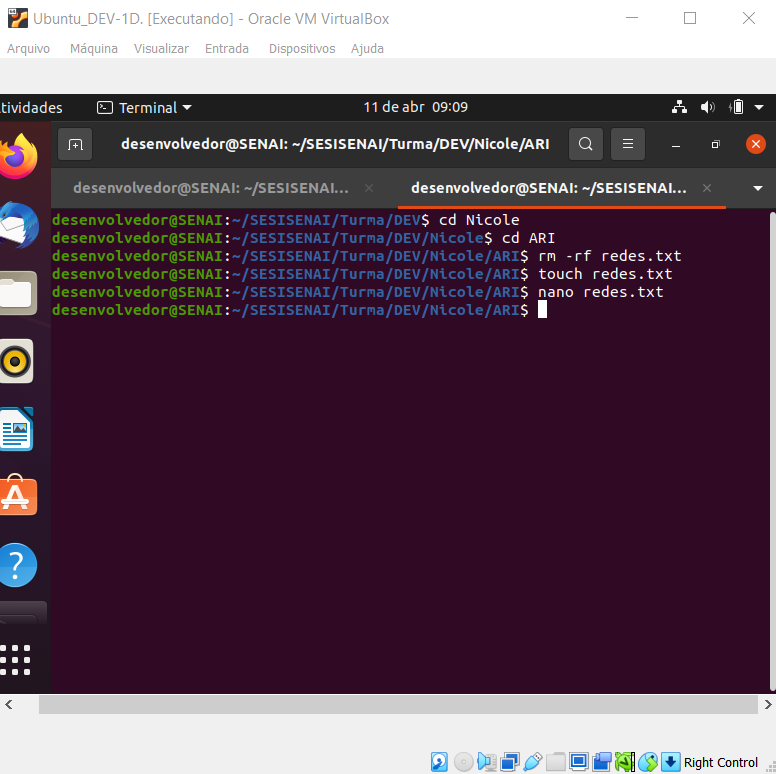 Ubuntu_DEV-1D. [Executando] - Oracle VM VirtualBox
Arquivo Máquina Visualizar Entrada Dispositivos Ajuda
tividades Terminal 11 de abr 09:09
desenvolvedor@SENAI: ~/SESISENAI/Turma/DEV/Nicole/ARI
desenvolvedor@SENAI: ~/SESISENAI... desenvolvedor@SENAI: ~/SESISENAI...
desenvolvedor@SENAI:~/SESISENAI/Turma/DEV$ cd Nicole
desenvolvedor@SENAI:~/SESISENAI/Turma/DEV/Nicole$ cd ARI
desenvolvedor@SENAI:~/SESISENAI/Turma/DEV/Nicole/ARI$ rm -rf redes.txt
desenvolvedor@SENAI:~/SESISENAI/Turma/DEV/Nicole/ARI$ touch redes.txt
desenvolvedor@SENAI:~/SESISENAI/Turma/DEV/Nicole/ARI$ nano redes.txt
desenvolvedor@SENAI:~/SESISENAI/Turma/DEV/Nicole/ARI$
Right Control